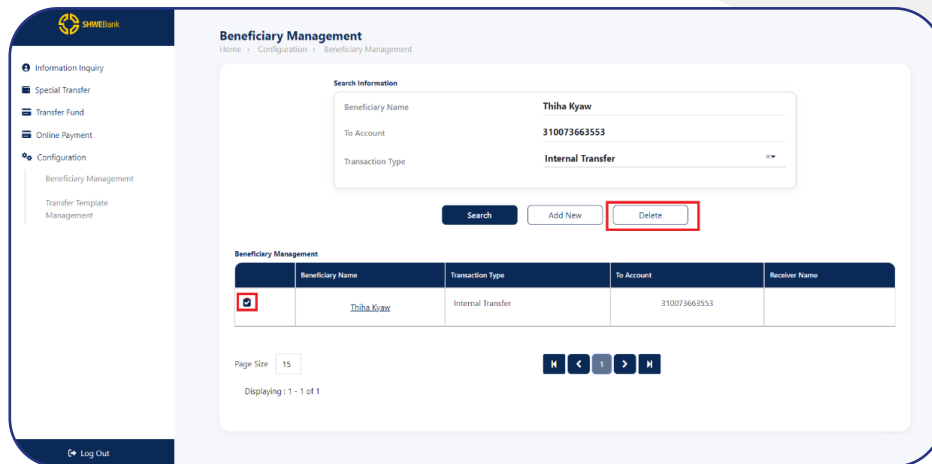 SHWEBank
Information Inquiry
Special Transfer
Transfer Fund
Online Payment
Configuration
Beneficiary Management
Transfer Template
Management
Log Out
Beneficiary Management
Home › Configuration › Beneficiary Management
Search Information
Beneficiary Name Thiha Kyaw
To Account 310073663553
Transaction Type Internal Transfer ×
Search Add New Delete
Beneficiary Management
Beneficiary Name Transaction Type To Account Receiver Name
Thiha Kyaw Internal Transfer 310073663553
Page Size 15
1
Displaying : 1 - 1 of 1